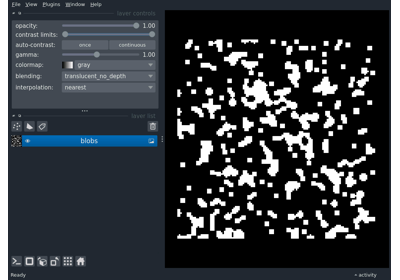 File View Plugins Window Help
layer controls
opacity: 1.00
contrast limits:
auto-contrast: once continuous
gamma: 1.00
colormap: gray
blending: translucent_no_depth
interpolation: nearest
layer list
blobs
Ready activity